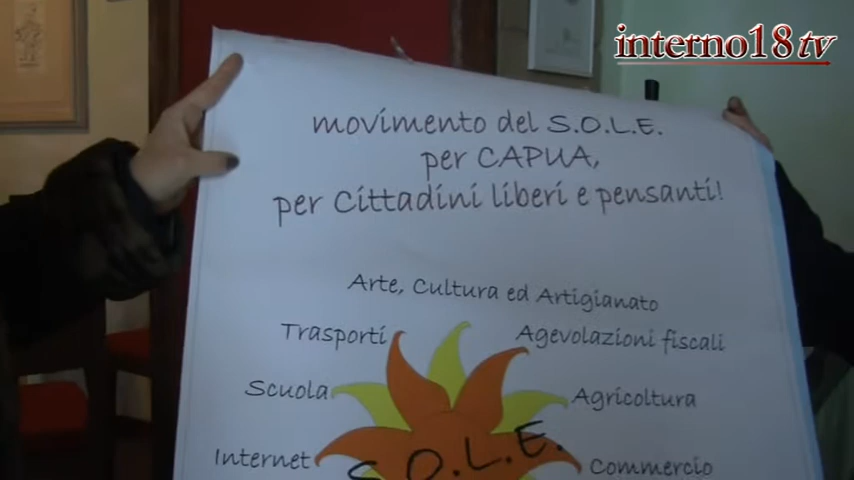 interno18tv
movimento del S.O.L.E.
per CAPUA,
per Cittadini liberi e pensanti!
Arte, Cultura ed Artigianato
Trasporti
Agevolazioni fiscali
Scuola
Agricoltura
Internet
Commercio
S.O.L.E.